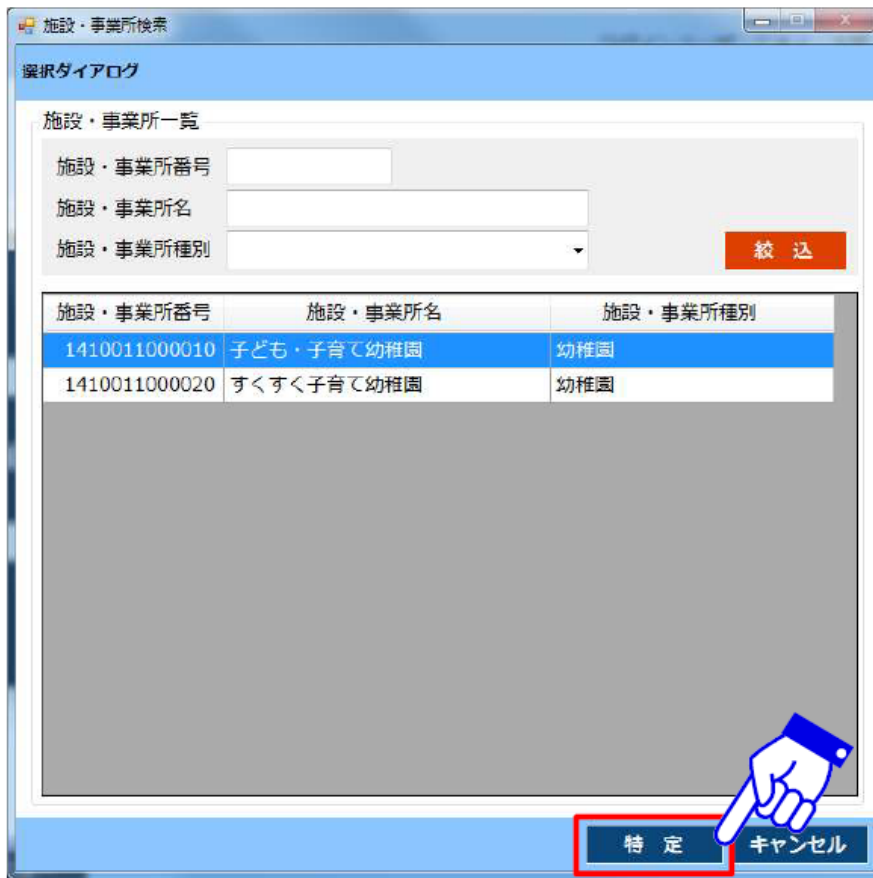 施設・事業所検索
選択ダイアログ
施設・事業所一覧
施設・事業所番号
施設・事業所名
施設・事業所種別
絞 込
施設・事業所番号 施設・事業所名 施設・事業所種別
1410011000010 子ども・子育て幼稚園 幼稚園
1410011000020 すくすく子育て幼稚園 幼稚園
特 定 キャンセル